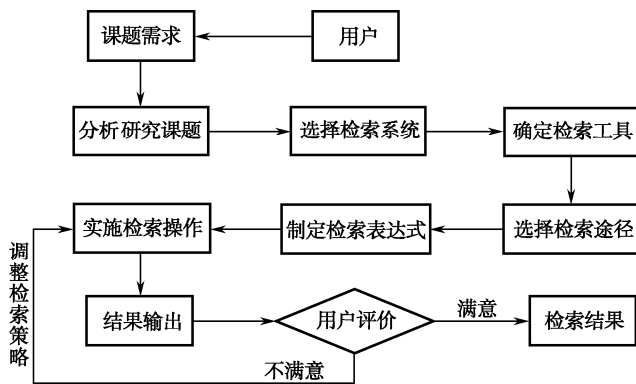 课题需求
用户
分析研究课题
选择检索系统
确定检索工具
实施检索操作
制定检索表达式
选择检索途径
调整检索策略
结果输出
用户评价
满意
检索结果
不满意